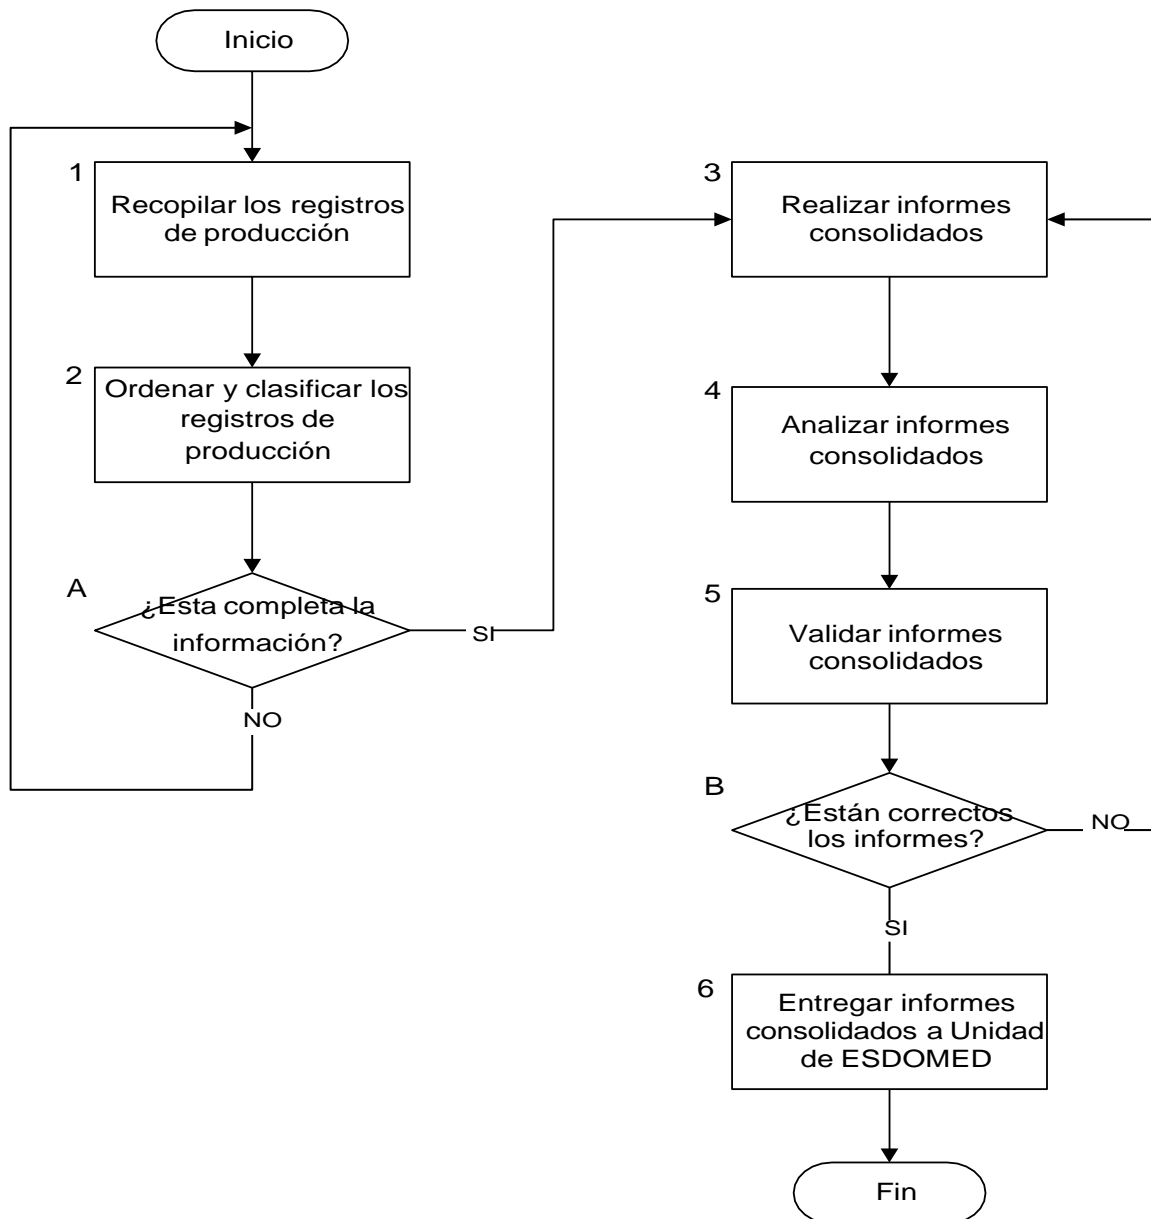 Inicio
1
Recopilar los registros
de producción
2
Ordenar y clasificar los
registros de
producción
A
¿Esta completa la
información?
SI
NO
3
Realizar informes
consolidados
4
Analizar informes
consolidados
5
Validar informes
consolidados
B
¿Están correctos
los informes?
NO
SI
6
Entregar informes
consolidados a Unidad
de ESDOMED
Fin